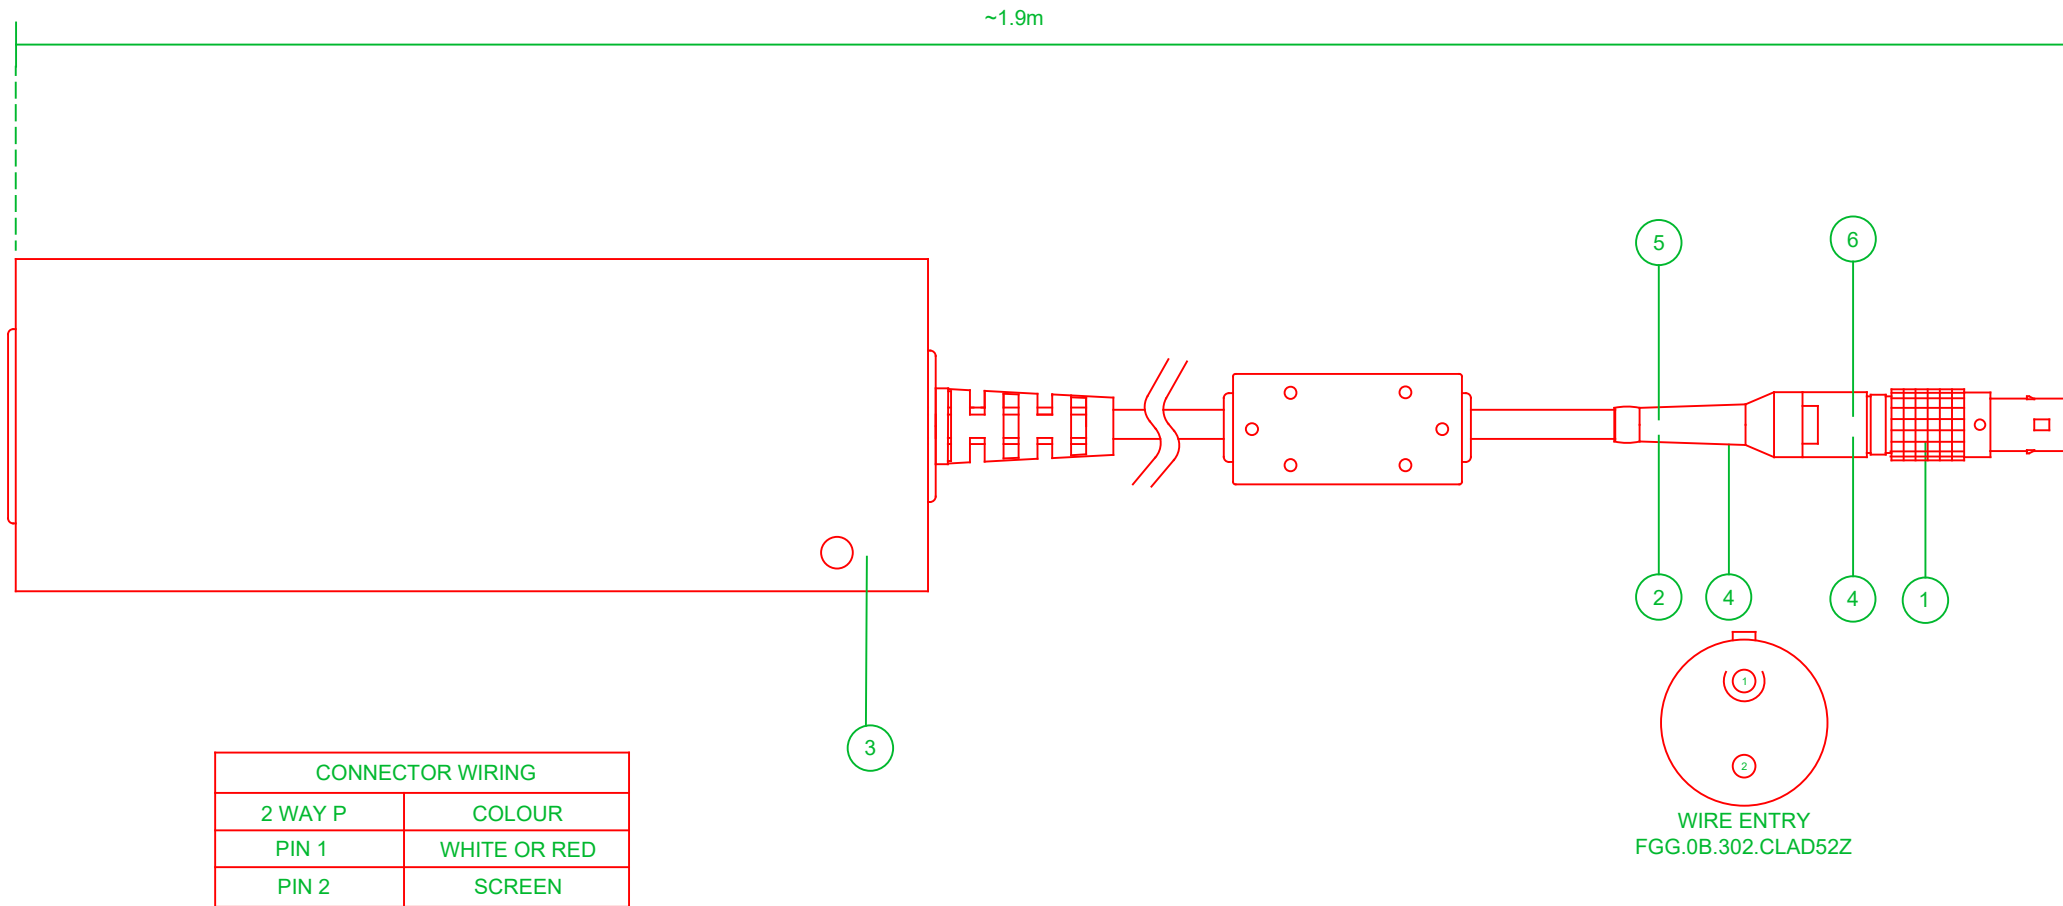 ~1.9m
5
6
2
4
4
1
3
1
2
WIRE ENTRY
FGG.0B.302.CLAD52Z
CONNECTOR WIRING
2 WAY P COLOUR
PIN 1 WHITE OR RED
PIN 2 SCREEN